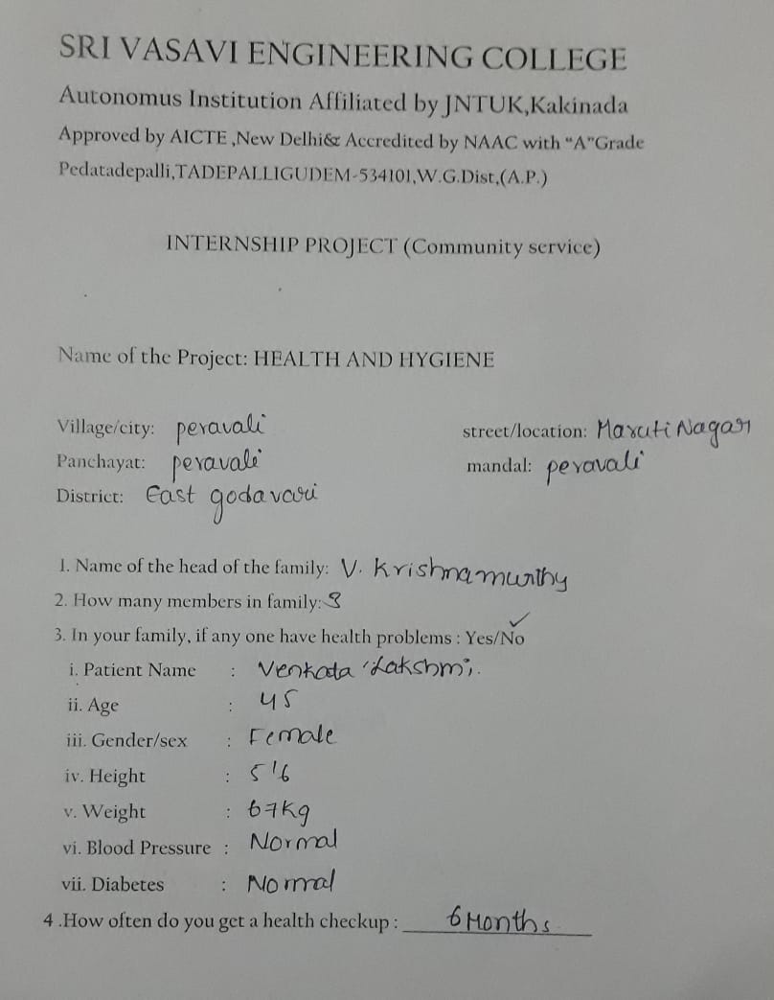 SRI VASAVI ENGINEERING COLLEGE
Autonomus Institution Affiliated by JNTUK,Kakinada
Approved by AICTE ,New Delhi& Accredited by NAAC with "A"Grade
Pedatadepalli,TADEPALLIGUDEM-534101,W.G.Dist,(A.P.)
INTERNSHIP PROJECT (Community service)
Name of the Project: HEALTH AND HYGIENE
Village/city: peravali street/location: Maruti Nagar
Panchayat: peravali mandal: peravali
District: East godavari
1. Name of the head of the family: V. Krishnamurthy
2. How many members in family:
3. In your family, if any one have health problems : Yes/No ✓
i. Patient Name : Venkata Lakshmi.
ii. Age : 45
iii. Gender/sex : Female
iv. Height : 5'6
v. Weight : 67Kg
vi. Blood Pressure : Normal
vii. Diabetes : Normal
4 .How often do you get a health checkup : 6 Months